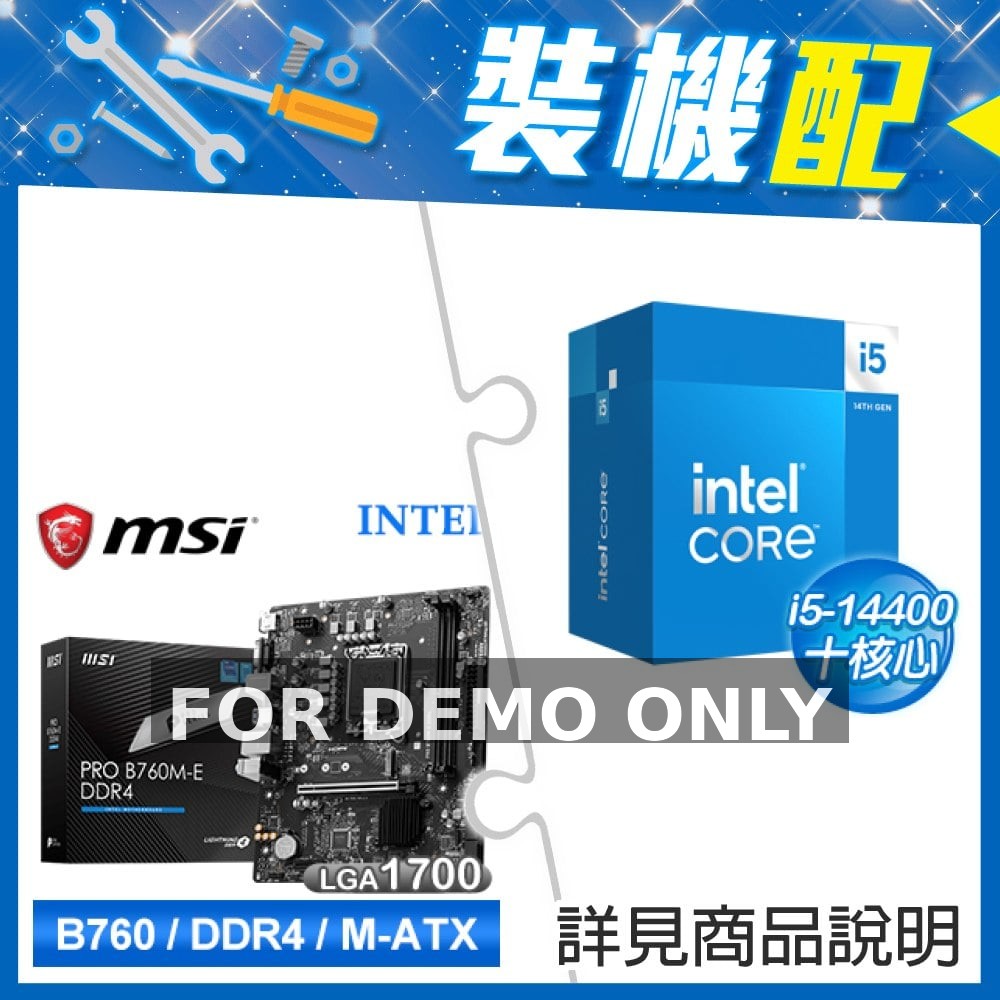 裝機配
i5
14TH GEN
intel
CORE™
intel CORE
i5-14400
十核心
msi
INTEL
msi
PRO B760M-E
DDR4
LGA1700
FOR DEMO ONLY
B760 / DDR4 / M-ATX
詳見商品說明